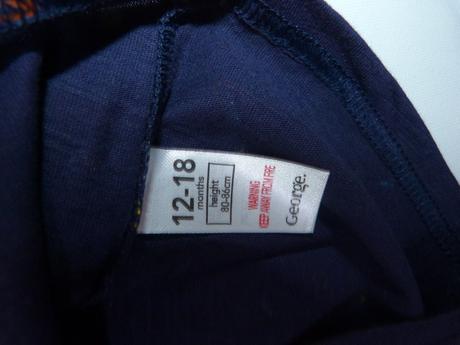 12-18
months
height
80-86cm
WARNING
KEEP AWAY FROM FIRE
George.